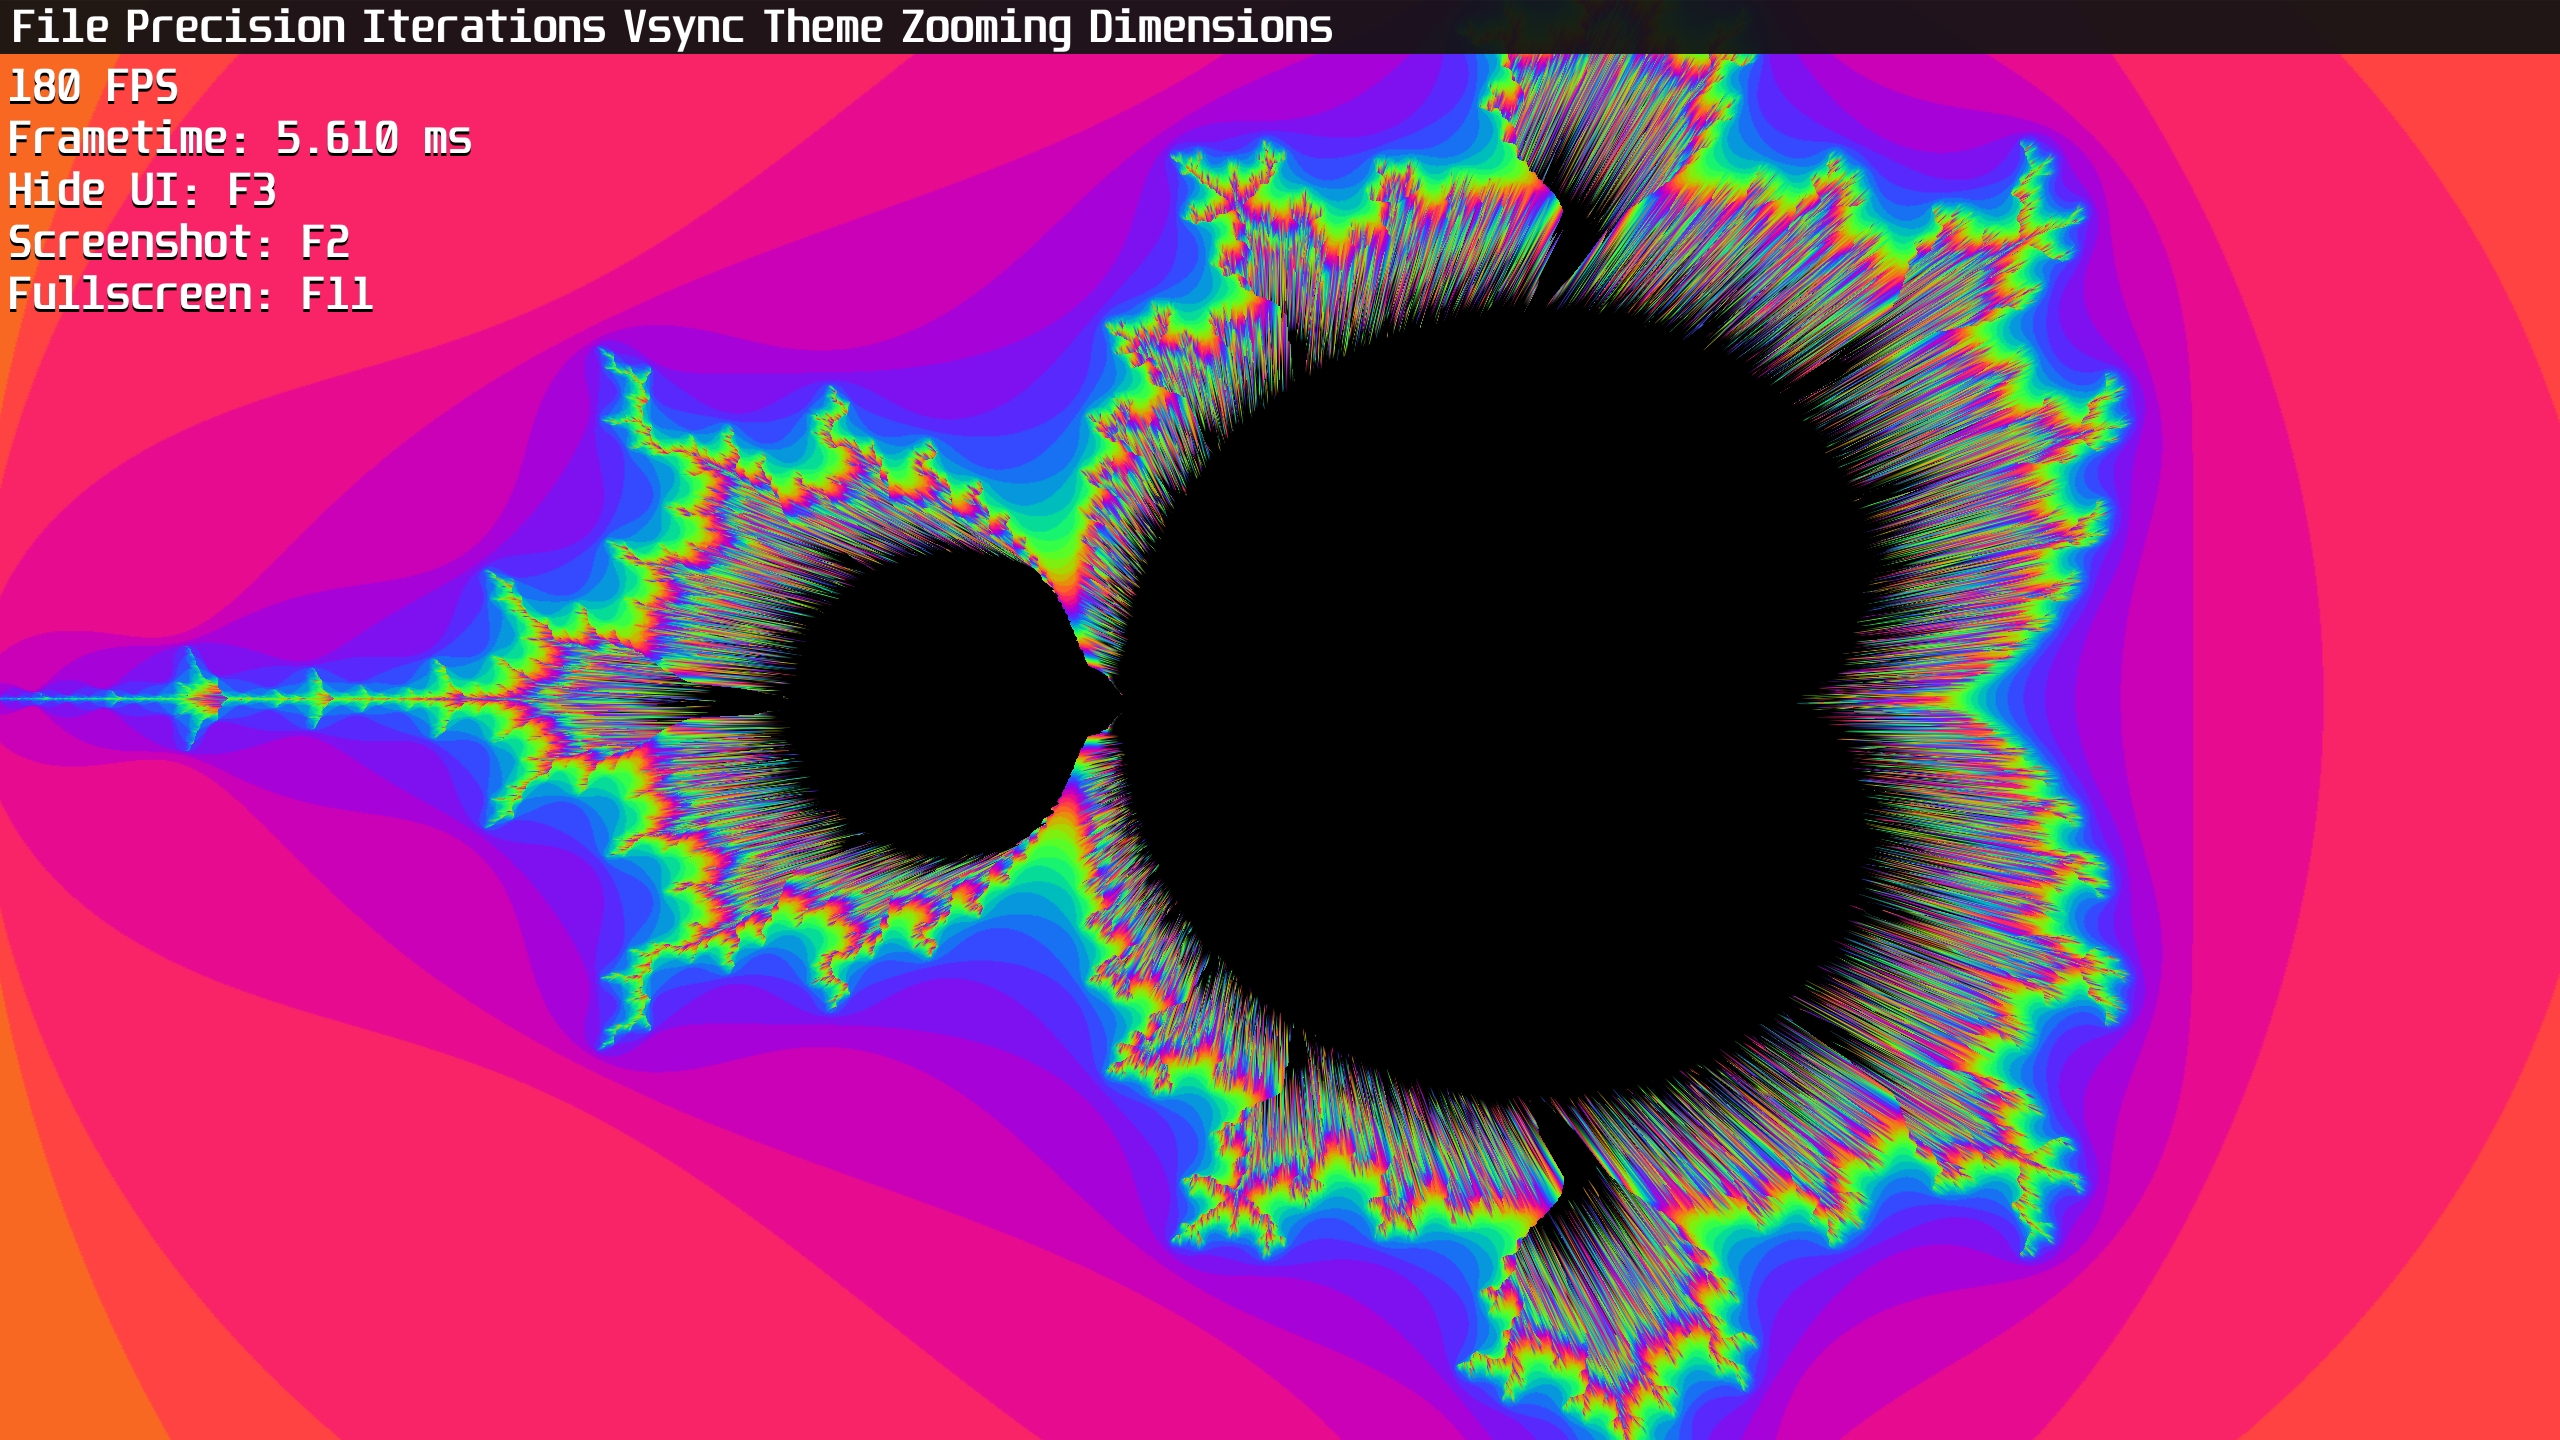 File Precision Iterations Vsync Theme Zooming Dimensions
180 FPS
Frametime: 5.610 ms
Hide UI: F3
Screenshot: F2
Fullscreen: F11